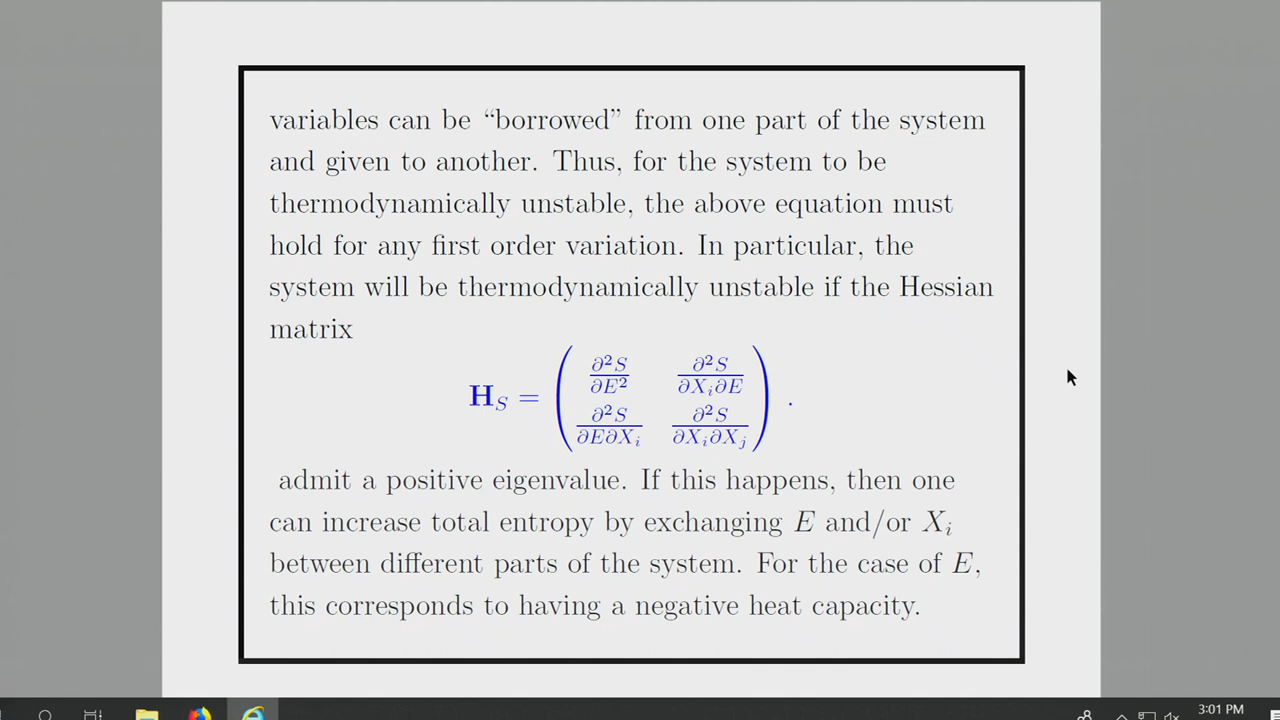 variables can be “borrowed” from one part of the system
and given to another. Thus, for the system to be
thermodynamically unstable, the above equation must
hold for any first order variation. In particular, the
system will be thermodynamically unstable if the Hessian
matrix
H_S = ( ∂²S/∂E² ∂²S/∂X_i∂E
∂²S/∂E∂X_i ∂²S/∂X_i∂X_j ) .
admit a positive eigenvalue. If this happens, then one
can increase total entropy by exchanging E and/or X_i
between different parts of the system. For the case of E,
this corresponds to having a negative heat capacity.
3:01 PM